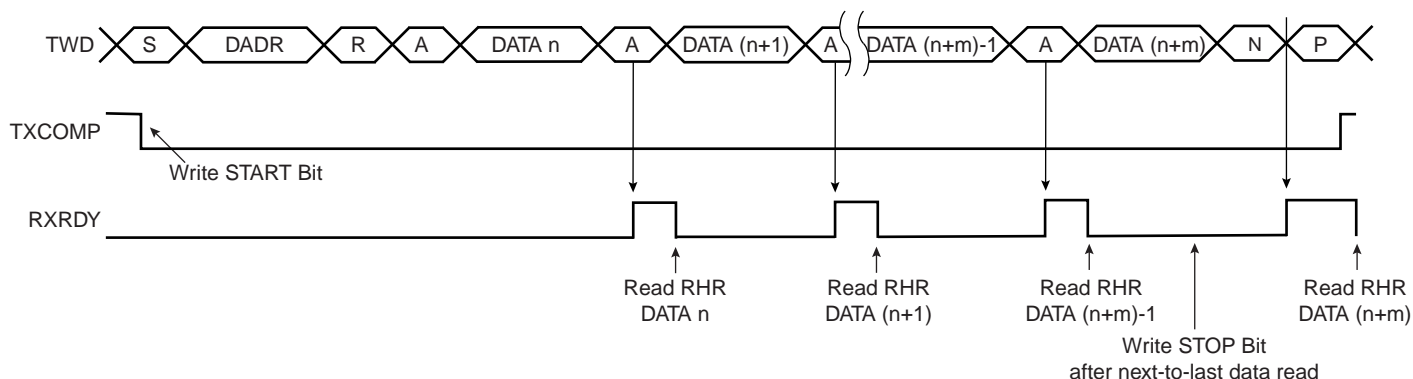 TWD S DADR R A DATA n A DATA (n+1) A DATA (n+m)-1 A DATA (n+m) N P
TXCOMP
Write START Bit
RXRDY
Read RHR
DATA n
Read RHR
DATA (n+1)
Read RHR
DATA (n+m)-1
Read RHR
DATA (n+m)
Write STOP Bit
after next-to-last data read